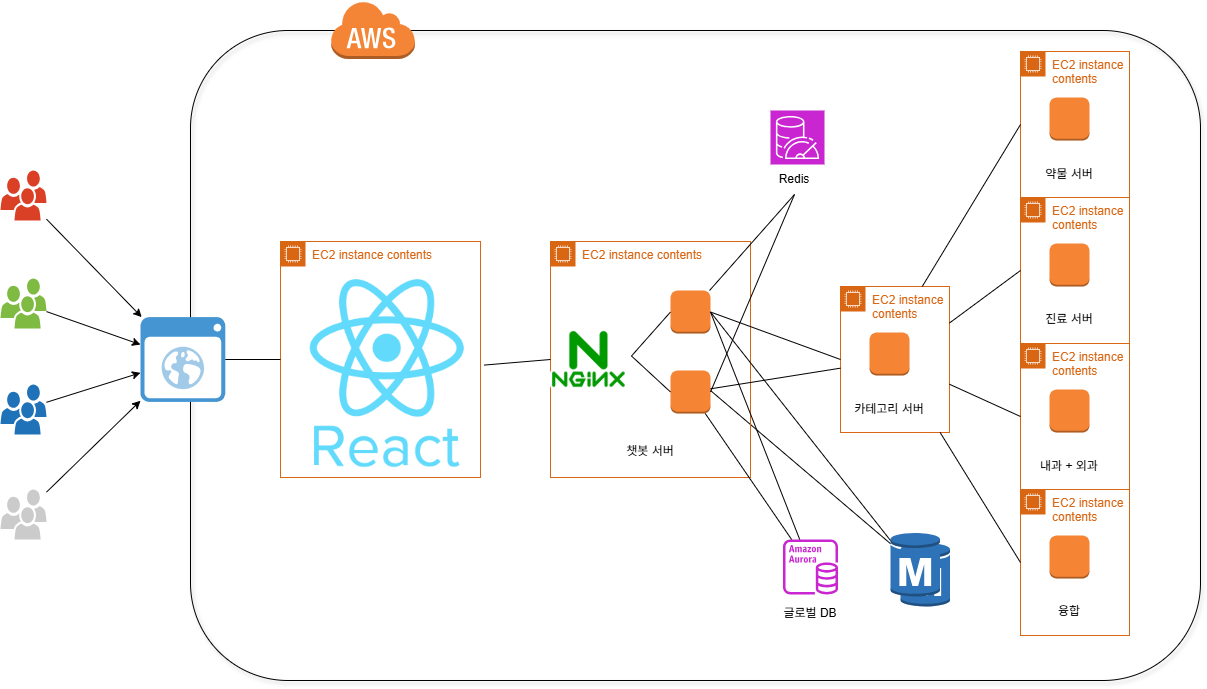 AWS
EC2 instance
contents
약물 서버
Redis
EC2 instance
contents
진료 서버
EC2 instance contents
React
EC2 instance contents
NGiNX
챗봇 서버
EC2 instance
contents
카테고리 서버
EC2 instance
contents
내과 + 외과
EC2 instance
contents
융합
Amazon
Aurora
글로벌 DB
M